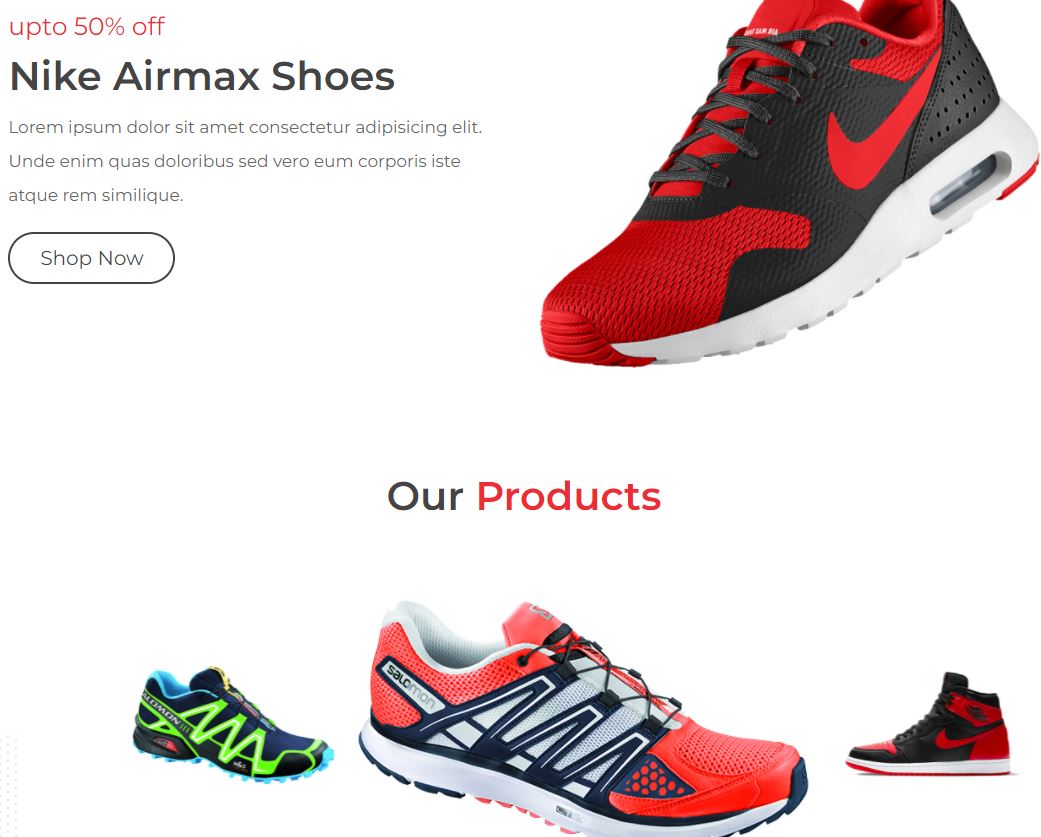 upto 50% off
Nike Airmax Shoes
Lorem ipsum dolor sit amet consectetur adipisicing elit.
Unde enim quas doloribus sed vero eum corporis iste
atque rem similique.
Shop Now
Our Products
SALOMON
salomon